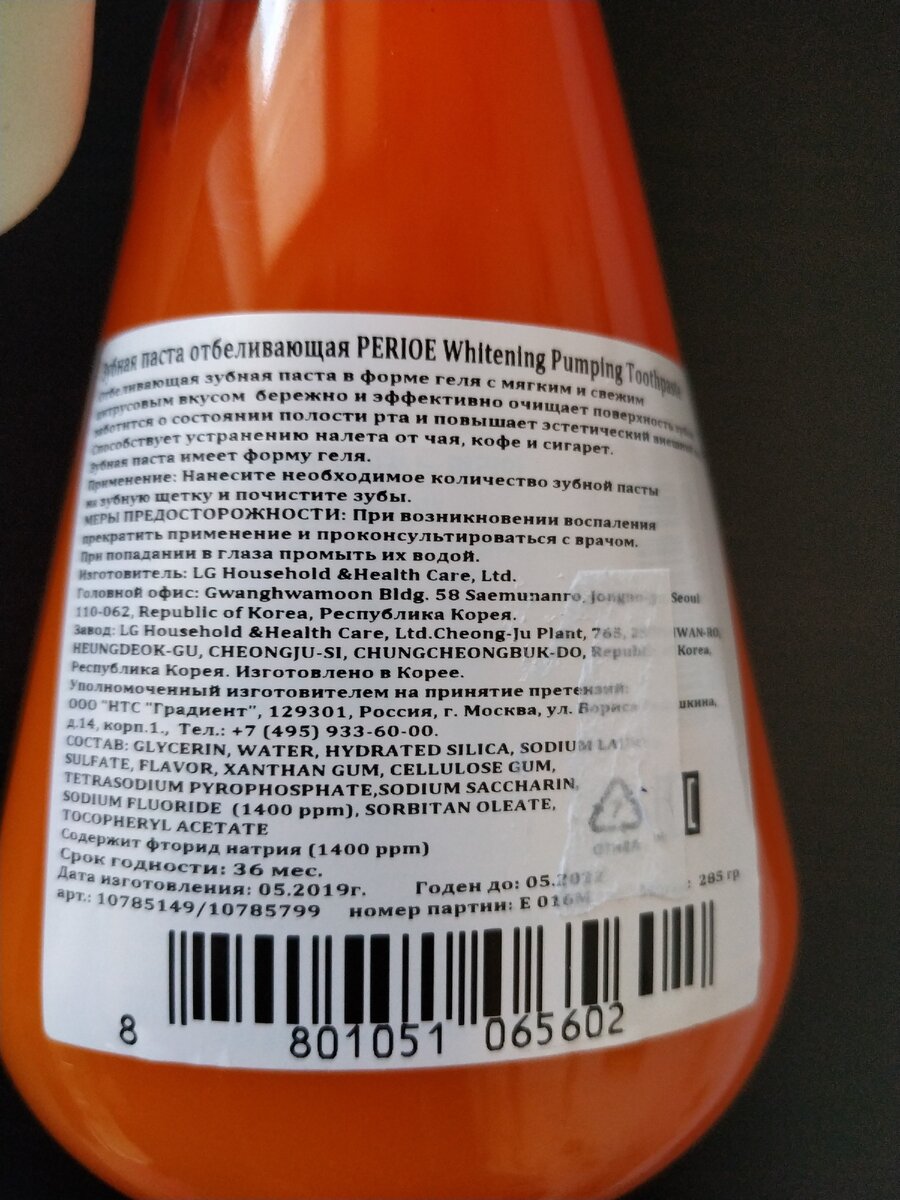 Зубная паста отбеливающая PERIOE Whitening Pumping Toothpaste
Отбеливающая зубная паста в форме геля с мягким и свежим
цитрусовым вкусом бережно и эффективно очищает поверхность
заботится о состоянии полости рта и повышает эстетический внешний
Способствует устранению налета от чая, кофе и сигарет.
Зубная паста имеет форму геля.
Применение: Нанесите необходимое количество зубной пасты
на зубную щетку и почистите зубы.
МЕРЫ ПРЕДОСТОРОЖНОСТИ: При возникновении воспаления
прекратить применение и проконсультироваться с врачом.
При попадании в глаза промыть их водой.
Изготовитель: LG Household &Health Care, Ltd.
Головной офис: Gwanghwamoon Bldg. 58 Saemunanro, Seoul
110-062, Republic of Korea, Республика Корея.
Завод: LG Household &Health Care, Ltd.Cheong-Ju Plant,
HEUNGDEOK-GU, CHEONGJU-SI, CHUNGCHEONGBUK-DO, Korea,
Республика Корея. Изготовлено в Корее.
Уполномоченный изготовителем на принятие претензий:
ООО "НТС "Градиент", 129301, Россия, г. Москва, ул. Бориса
д.14, корп.1., Тел.: +7 (495) 933-60-00.
СОСТАВ: GLYCERIN, WATER, HYDRATED SILICA, SODIUM
SULFATE, FLAVOR, XANTHAN GUM, CELLULOSE GUM,
TETRASODIUM PYROPHOSPHATE,SODIUM SACCHARIN,
SODIUM FLUORIDE (1400 ppm), SORBITAN OLEATE,
TOCOPHERYL ACETATE
Содержит фторид натрия (1400 ppm)
Срок годности: 36 мес.
Дата изготовления: 05.2019г. Годен до: 05.2022 : 285 гр
арт.: 10785149/10785799 номер партии: E 016M
8 801051 065602